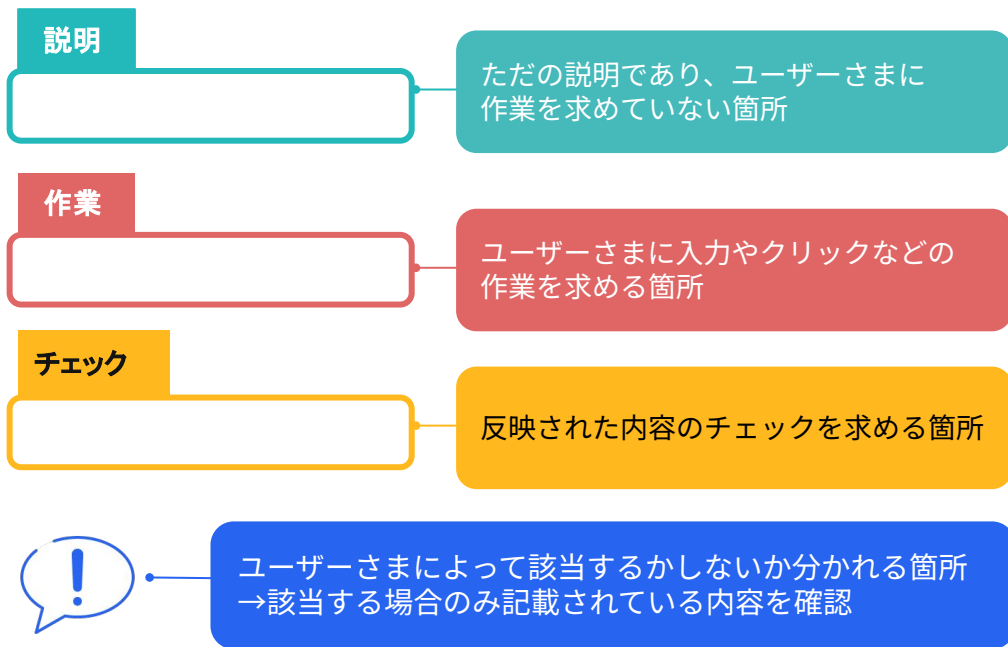 説明
ただの説明であり、ユーザーさまに
作業を求めていない箇所
作業
ユーザーさまに入力やクリックなどの
作業を求める箇所
チェック
反映された内容のチェックを求める箇所
ユーザーさまによって該当するかしないか分かれる箇所
→該当する場合のみ記載されている内容を確認